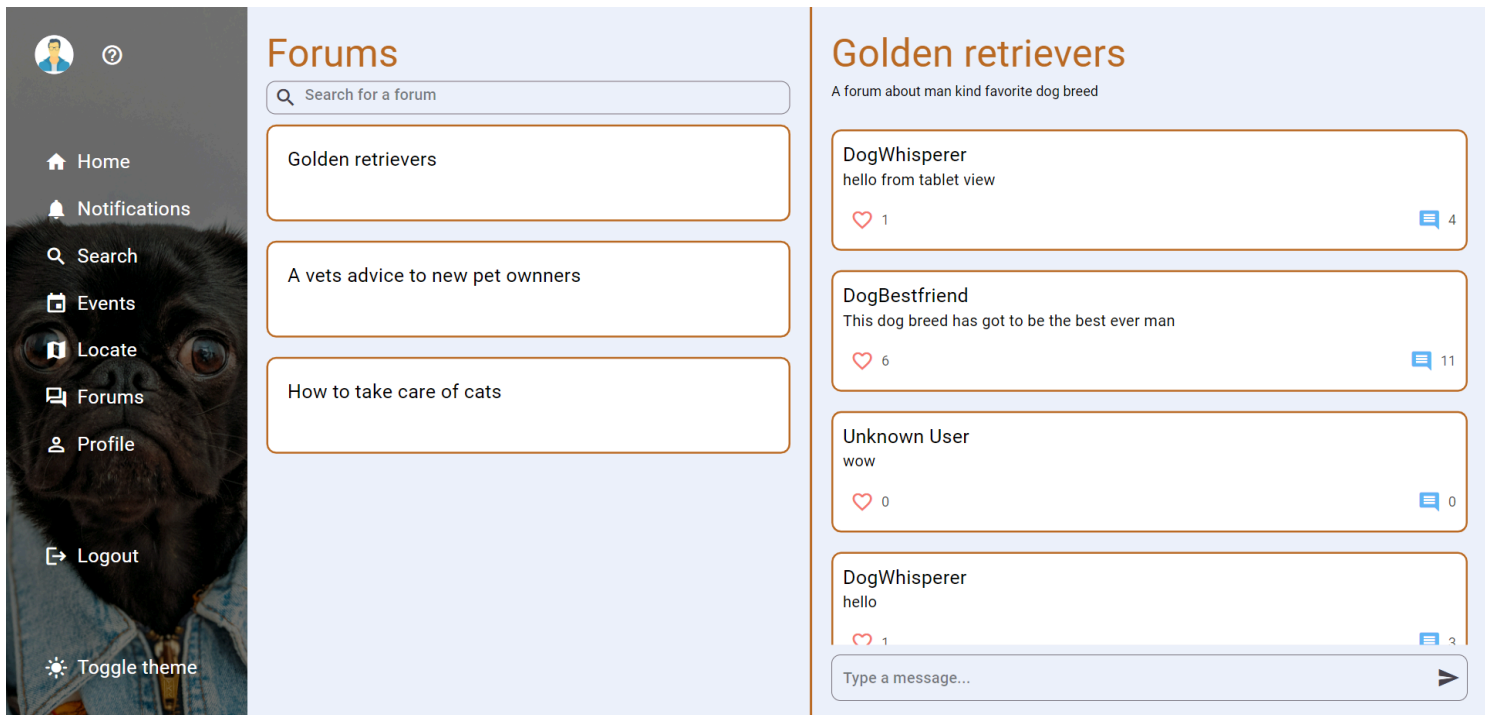 Home
Notifications
Search
Events
Locate
Forums
Profile
Logout
Toggle theme
Forums
Search for a forum
Golden retrievers
A vets advice to new pet ownners
How to take care of cats
Golden retrievers
A forum about man kind favorite dog breed
DogWhisperer
hello from tablet view
1 4
DogBestfriend
This dog breed has got to be the best ever man
6 11
Unknown User
wow
0 0
DogWhisperer
hello
1 3
Type a message...